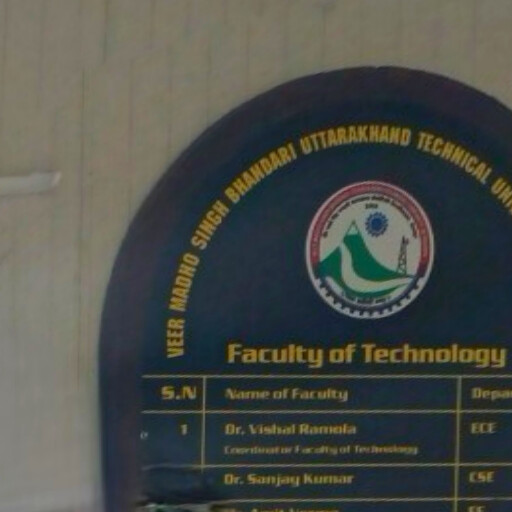 VEER MADHO SINGH BHANDARI UTTARAKHAND TECHNICAL
Faculty of Technology
S.N Name of Faculty
1 Dr. Vishal Ramola ECE
Coordinator Faculty of Technology
Dr. Sanjay Kumar CSE